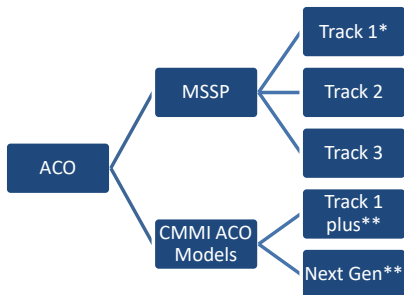 Track 1*
MSSP
Track 2
Track 3
ACO
Track 1
plus**
CMMI ACO
Models
Next Gen**